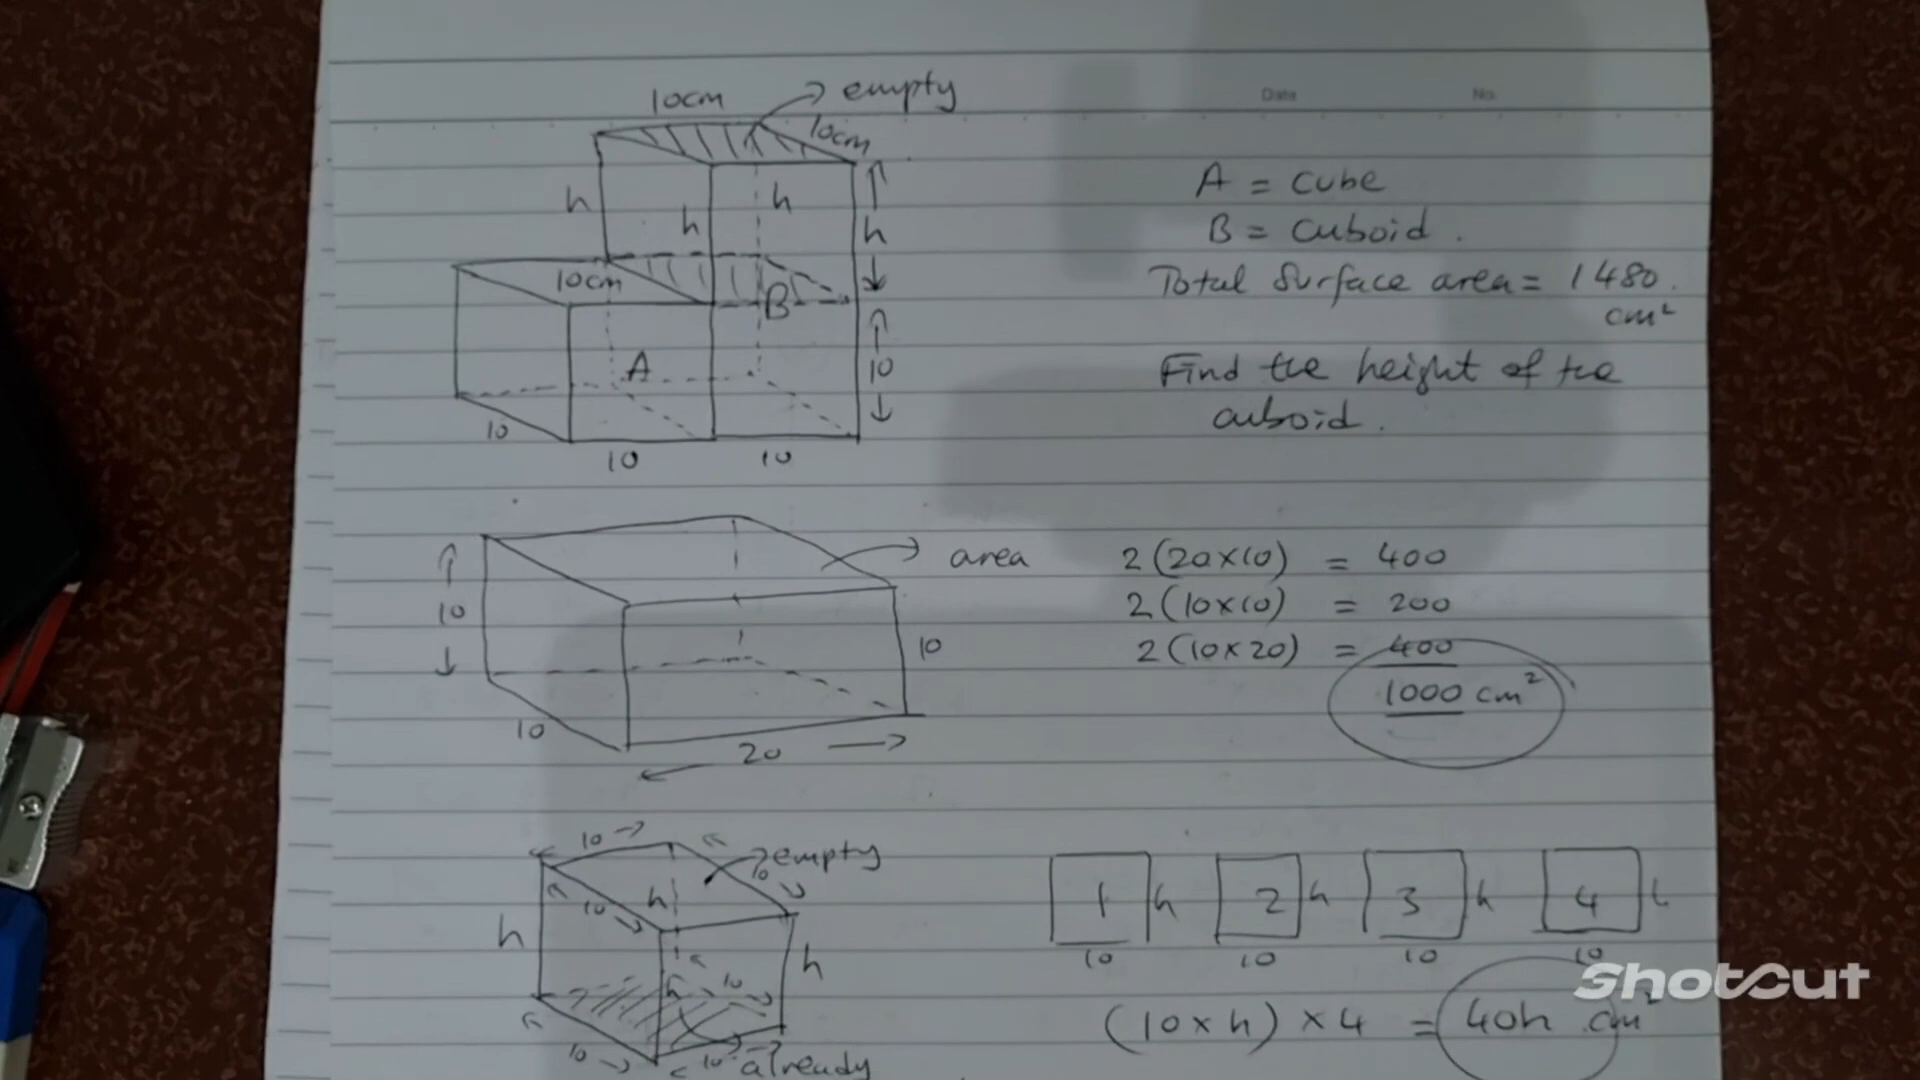 10cm
empty
10cm
h
h
h
h
10cm
B
A
10
10
10
10
Date
No.
A = Cube
B = Cuboid.
Total Surface area = 1480.
cm²
Find the height of the
cuboid.
10
10
20
10
area
2(20×10) = 400
2(10×10) = 200
2(10×20) = 400
1000 cm²
10
empty
10
10
h
h
h
h
10
10
10
already
1 h 2 h 3 h 4 h
10 10 10 10
(10×h) ×4 = 40h cm²
ShotCut